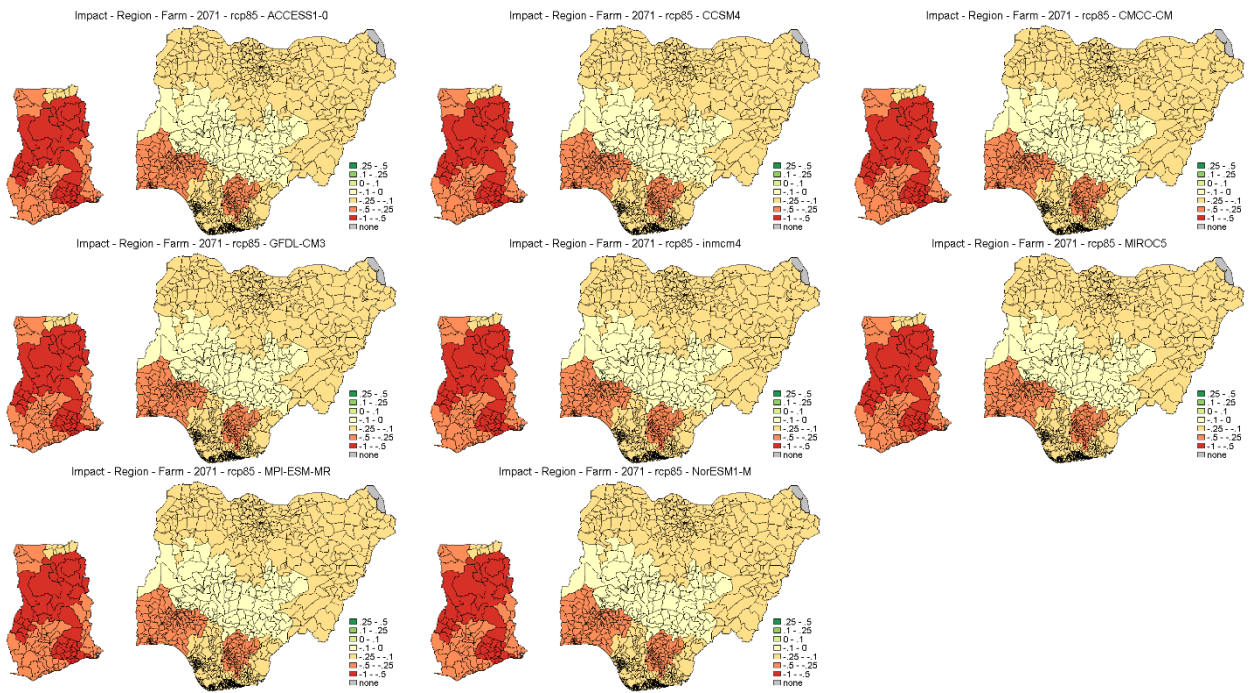 Impact - Region - Farm - 2071 - rcp85 - ACCESS1-0
.25 - .5
.1 - .25
0 - .1
-.1 - 0
-.25 - -.1
-.5 - -.25
-1 - -.5
none
Impact - Region - Farm - 2071 - rcp85 - CCSM4
.25 - .5
.1 - .25
0 - .1
-.1 - 0
-.25 - -.1
-.5 - -.25
-1 - -.5
none
Impact - Region - Farm - 2071 - rcp85 - CMCC-CM
.25 - .5
.1 - .25
0 - .1
-.1 - 0
-.25 - -.1
-.5 - -.25
-1 - -.5
none
Impact - Region - Farm - 2071 - rcp85 - GFDL-CM3
.25 - .5
.1 - .25
0 - .1
-.1 - 0
-.25 - -.1
-.5 - -.25
-1 - -.5
none
Impact - Region - Farm - 2071 - rcp85 - inmcm4
.25 - .5
.1 - .25
0 - .1
-.1 - 0
-.25 - -.1
-.5 - -.25
-1 - -.5
none
Impact - Region - Farm - 2071 - rcp85 - MIROC5
.25 - .5
.1 - .25
0 - .1
-.1 - 0
-.25 - -.1
-.5 - -.25
-1 - -.5
none
Impact - Region - Farm - 2071 - rcp85 - MPI-ESM-MR
.25 - .5
.1 - .25
0 - .1
-.1 - 0
-.25 - -.1
-.5 - -.25
-1 - -.5
none
Impact - Region - Farm - 2071 - rcp85 - NorESM1-M
.25 - .5
.1 - .25
0 - .1
-.1 - 0
-.25 - -.1
-.5 - -.25
-1 - -.5
none